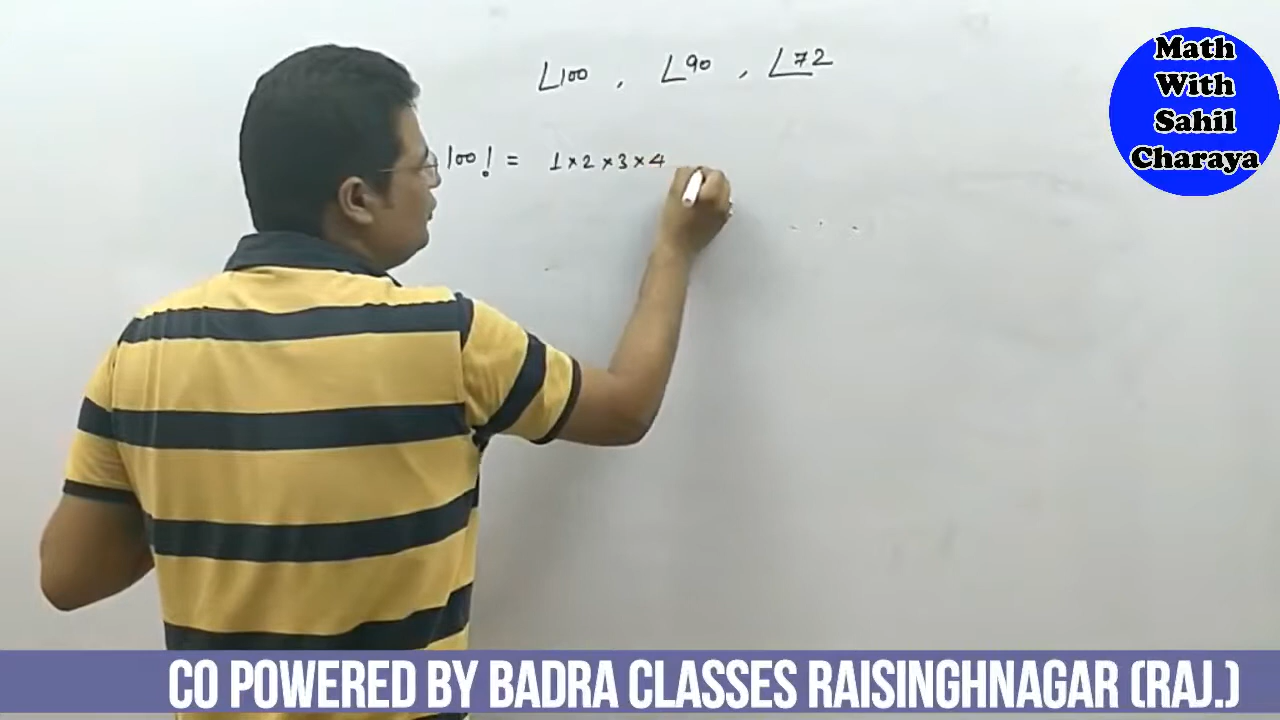 ∟100 , ∟90 , ∟72
100! = 1×2×3×4
Math
With
Sahil
Charaya
CO POWERED BY BADRA CLASSES RAISINGHNAGAR (RAJ.)